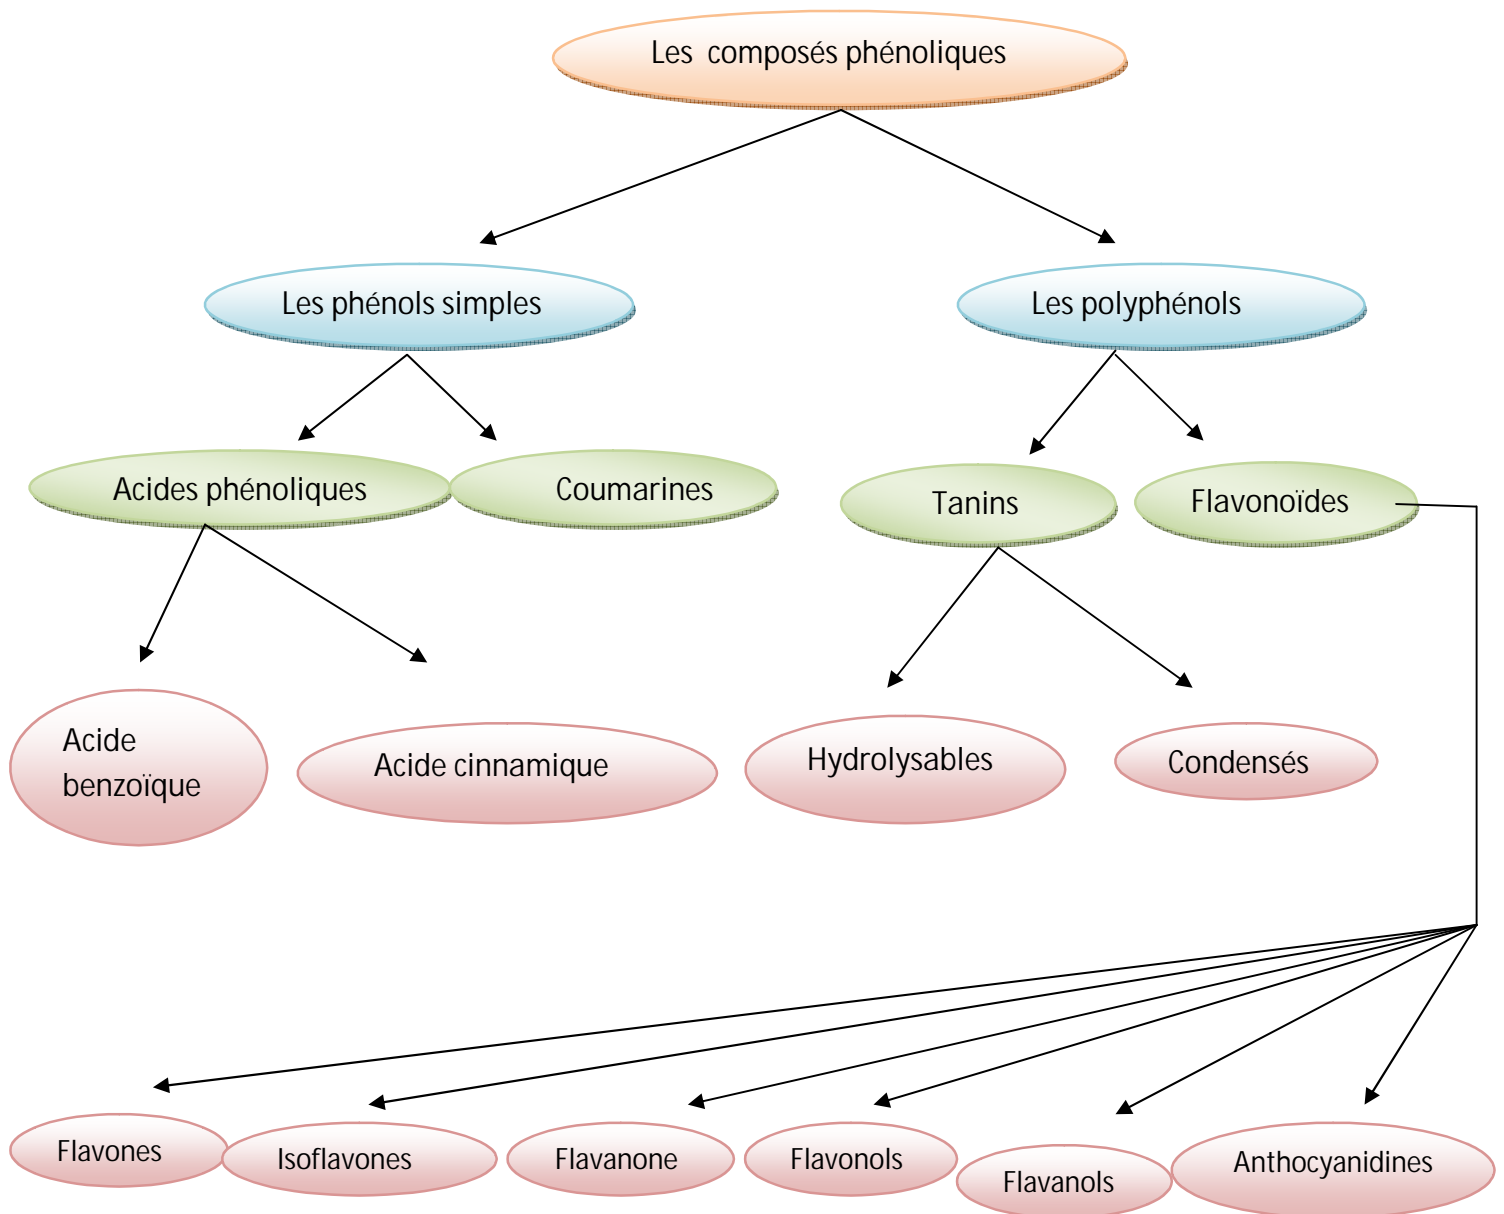 Les composés phénoliques
Les phénols simples
Les polyphénols
Acides phénoliques
Coumarines
Tanins
Flavonoïdes
Acide
benzoïque
Acide cinnamique
Hydrolysables
Condensés
Flavones
Isoflavones
Flavanone
Flavonols
Flavanols
Anthocyanidines